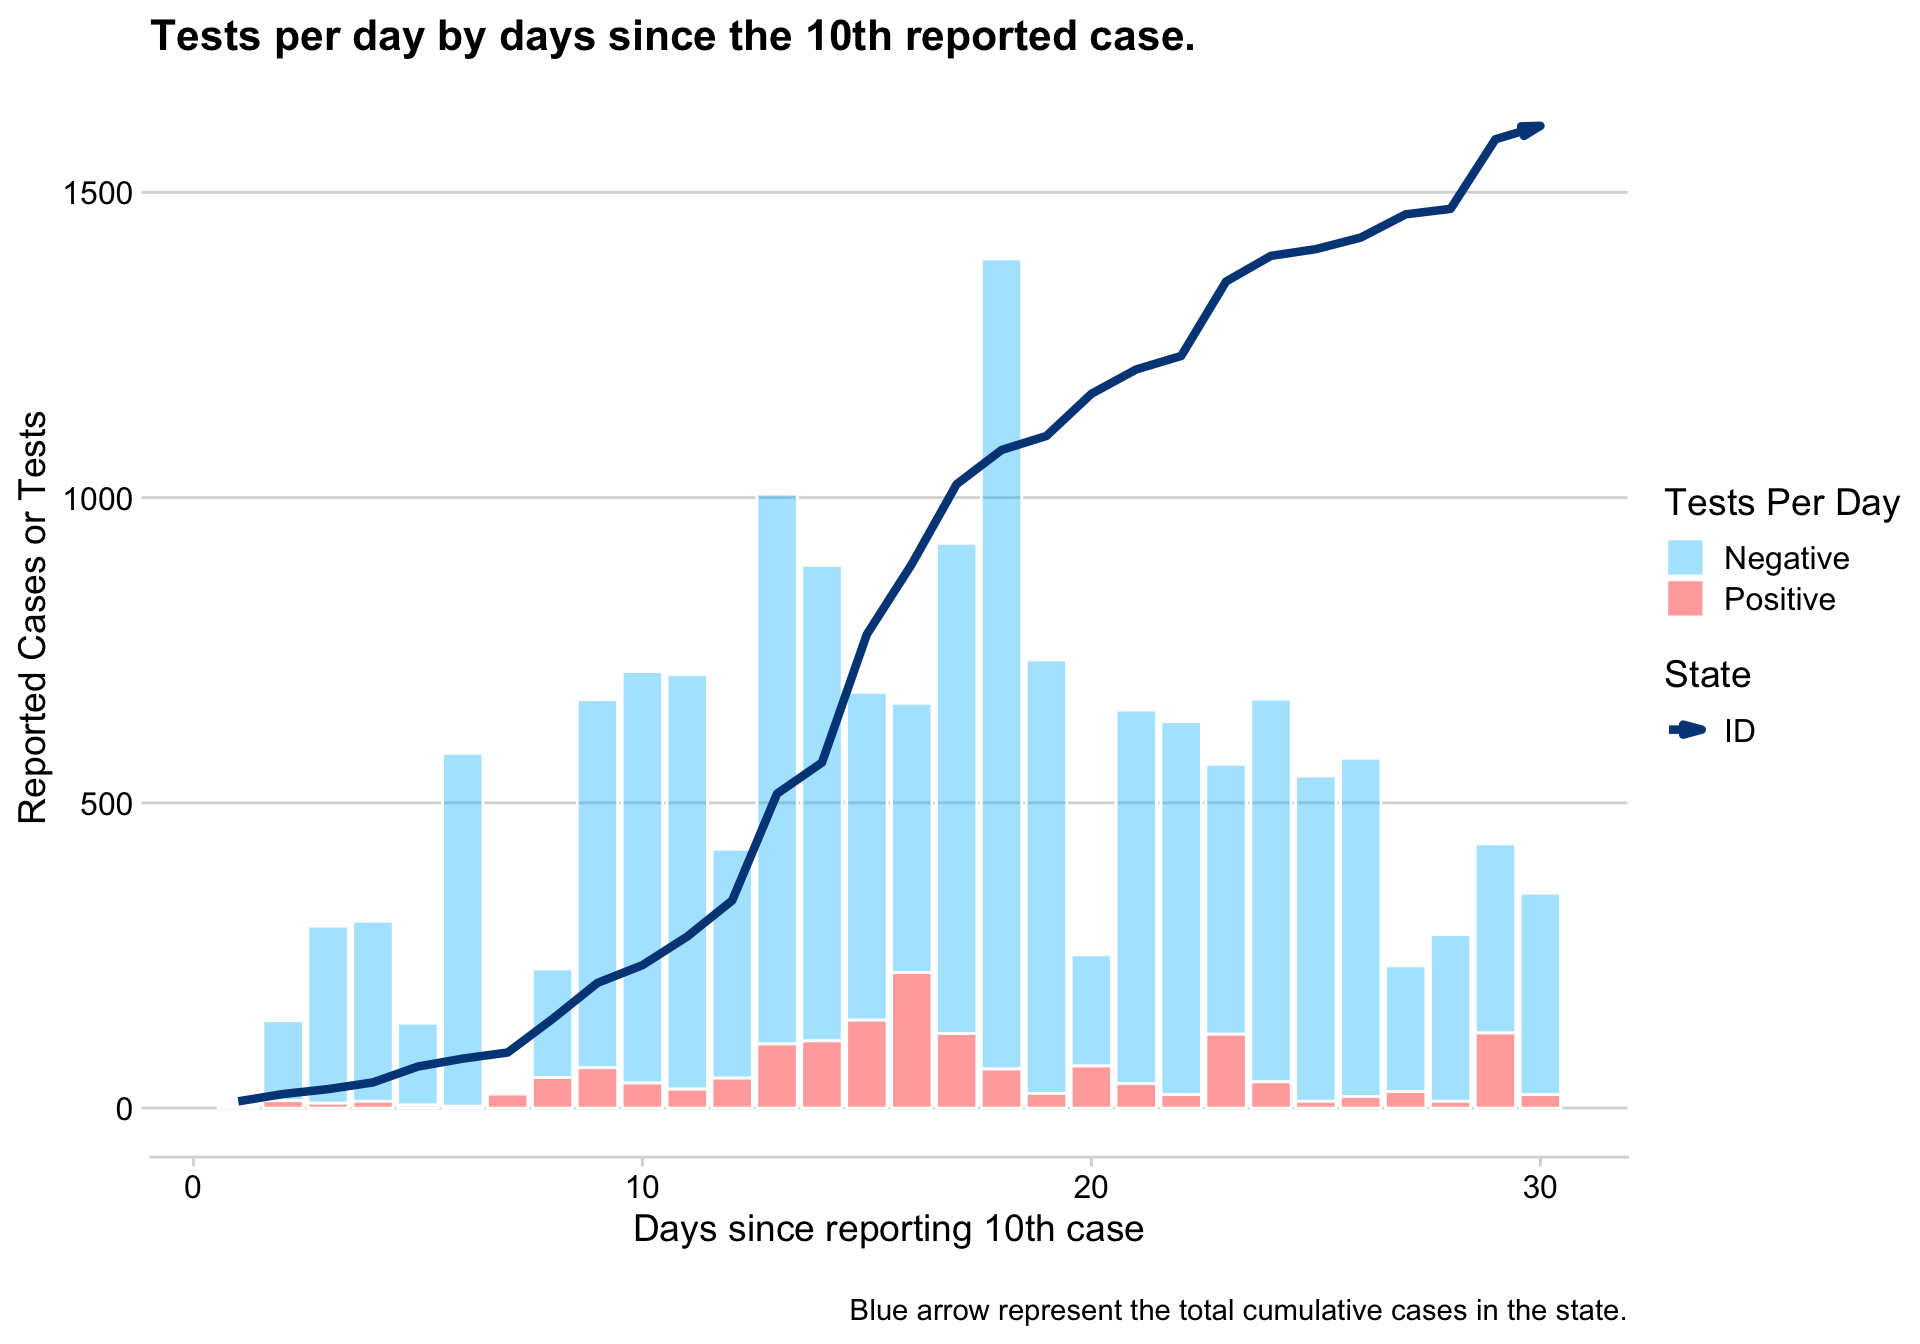 Tests per day by days since the 10th reported case.
Reported Cases or Tests
1500
1000
500
0
0
10
20
30
Days since reporting 10th case
Tests Per Day
Negative
Positive
State
ID
Blue arrow represent the total cumulative cases in the state.